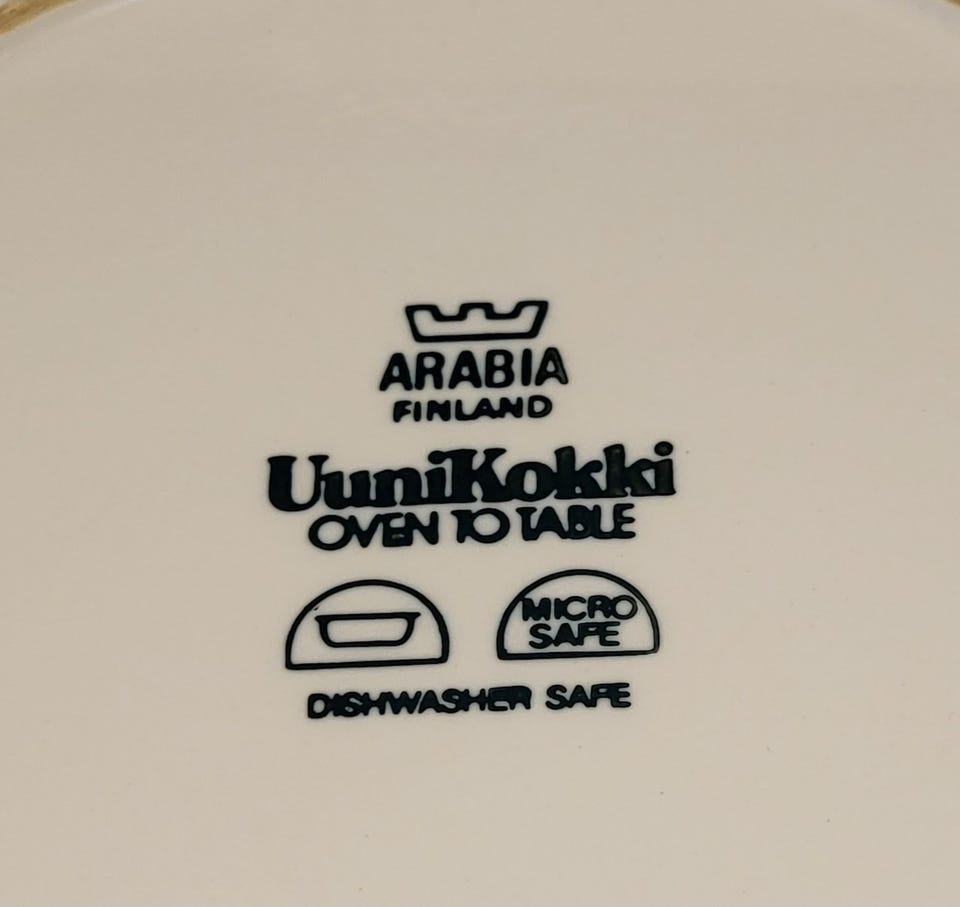 ARABIA
FINLAND
UuniKokki
OVEN TO TABLE
MICRO
SAFE
DISHWASHER SAFE